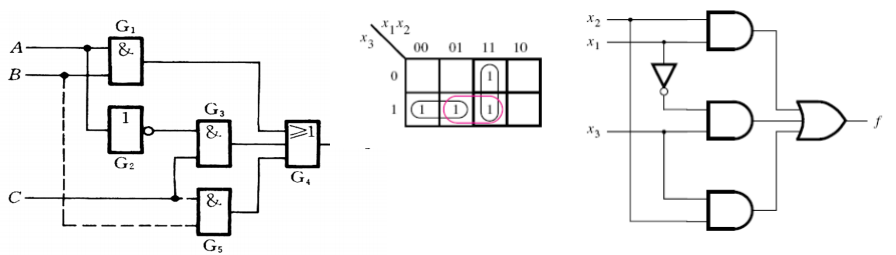 A
B
C
G₁
&
1
G₂
G₃
&
≥1
G₄
&
G₅
x₁x₂
x₃
00 01 11 10
0 1
1 1 1 1
x₂
x₁
x₃
f